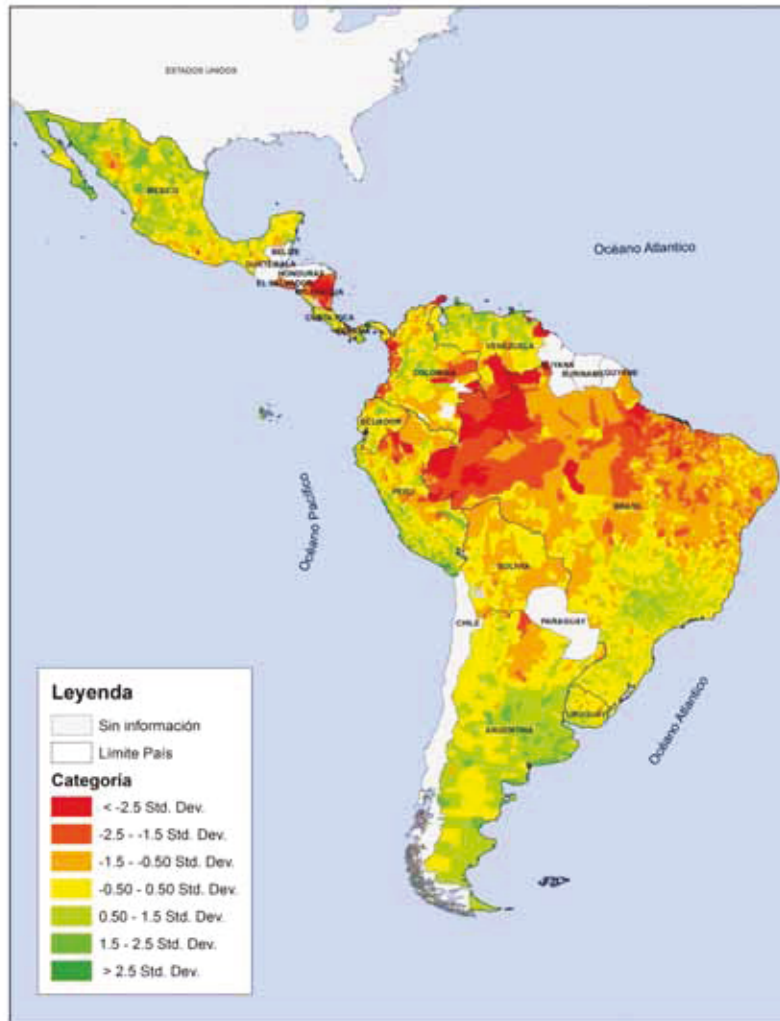 ESTADOS UNIDOS
MEXICO
BELIZE
GUATEMALA
HONDURAS
EL SALVADOR
NICARAGUA
COSTA RICA
PANAMA
Océano Atlantico
VENEZUELA
GUYANA
SURINAME
GUYANE
COLOMBIA
ECUADOR
PERU
BRASIL
Océano Pacífico
BOLIVIA
CHILE
PARAGUAY
URUGUAY
ARGENTINA
Océano Atlantico
Leyenda
Sin información
Límite País
Categoría
< -2.5 Std. Dev.
-2.5 - -1.5 Std. Dev.
-1.5 - -0.50 Std. Dev.
-0.50 - 0.50 Std. Dev.
0.50 - 1.5 Std. Dev.
1.5 - 2.5 Std. Dev.
> 2.5 Std. Dev.